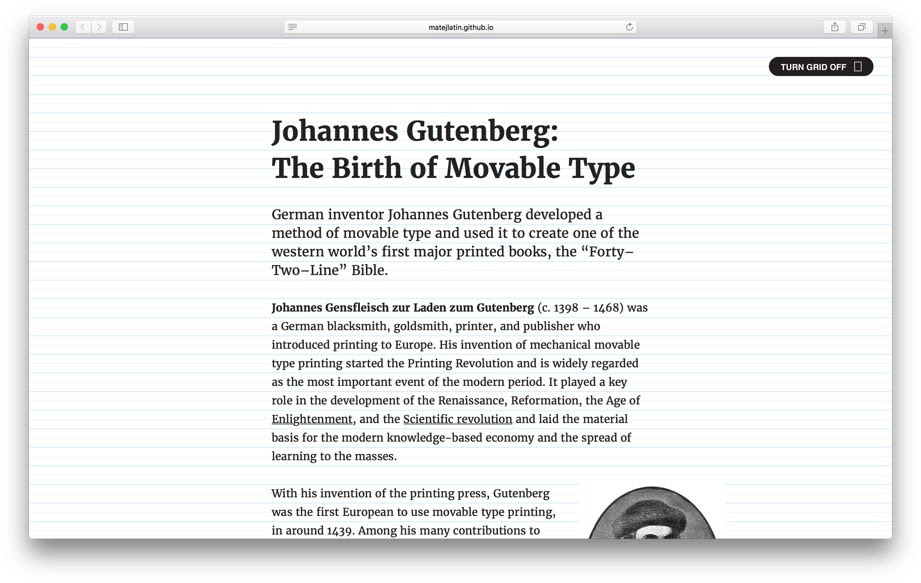 matejlatin.github.io
TURN GRID OFF
Johannes Gutenberg:
The Birth of Movable Type
German inventor Johannes Gutenberg developed a
method of movable type and used it to create one of the
western world’s first major printed books, the “Forty–
Two–Line” Bible.
Johannes Gensfleisch zur Laden zum Gutenberg (c. 1398 – 1468) was
a German blacksmith, goldsmith, printer, and publisher who
introduced printing to Europe. His invention of mechanical movable
type printing started the Printing Revolution and is widely regarded
as the most important event of the modern period. It played a key
role in the development of the Renaissance, Reformation, the Age of
Enlightenment, and the Scientific revolution and laid the material
basis for the modern knowledge-based economy and the spread of
learning to the masses.
With his invention of the printing press, Gutenberg
was the first European to use movable type printing,
in around 1439. Among his many contributions to